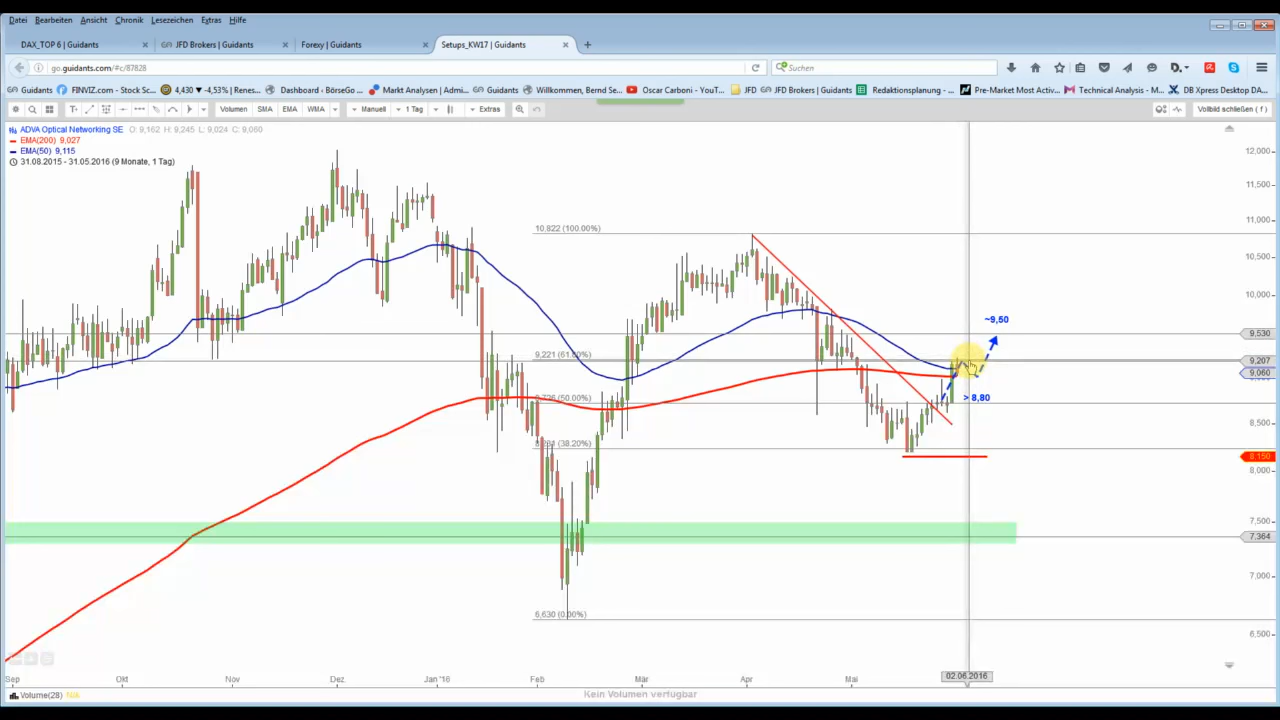 Datei Bearbeiten Ansicht Chronik Lesezeichen Extras Hilfe
DAX_TOP 6 | Guidants JFD Brokers | Guidants Forexy | Guidants Setups_KW17 | Guidants
go.guidants.com/#c/87828 Suchen
Guidants FINVIZ.com - Stock Sc... 4,430 -4,53% | Renes... Dashboard - BörseGo ... Markt Analysen | Admi... Guidants Willkommen, Bernd Se... Oscar Carboni - You... JFD JFD Brokers | Guidants Redaktionsplanung - ... Pre-Market Most Activ... Technical Analysis - M... DB Xpress Desktop DA...
Volumen SMA EMA WMA Manuell 1 Tag Extras Vollbild schließen ( f )
ADVA Optical Networking SE O: 9,162 H: 9,245 L: 9,024 C: 9,060
EMA(200) 9,027
EMA(50) 9,115
31.08.2015 - 31.05.2016 (9 Monate, 1 Tag)
12,000
11,500
11,000
10,822 (100.00%)
10,500
10,000
~9,50
9,530
9,221 (61.80%)
9,207
9,060
8,726 (50.00%)
> 8,80
8,500
8,231 (38.20%)
8,150
8,000
7,500
7,364
7,000
6,630 (0.00%)
6,500
Sep Okt Nov Dez. Jan '16 Feb Mär Apr Mai 02.06.2016
Volume(28) N/A Kein Volumen verfügbar